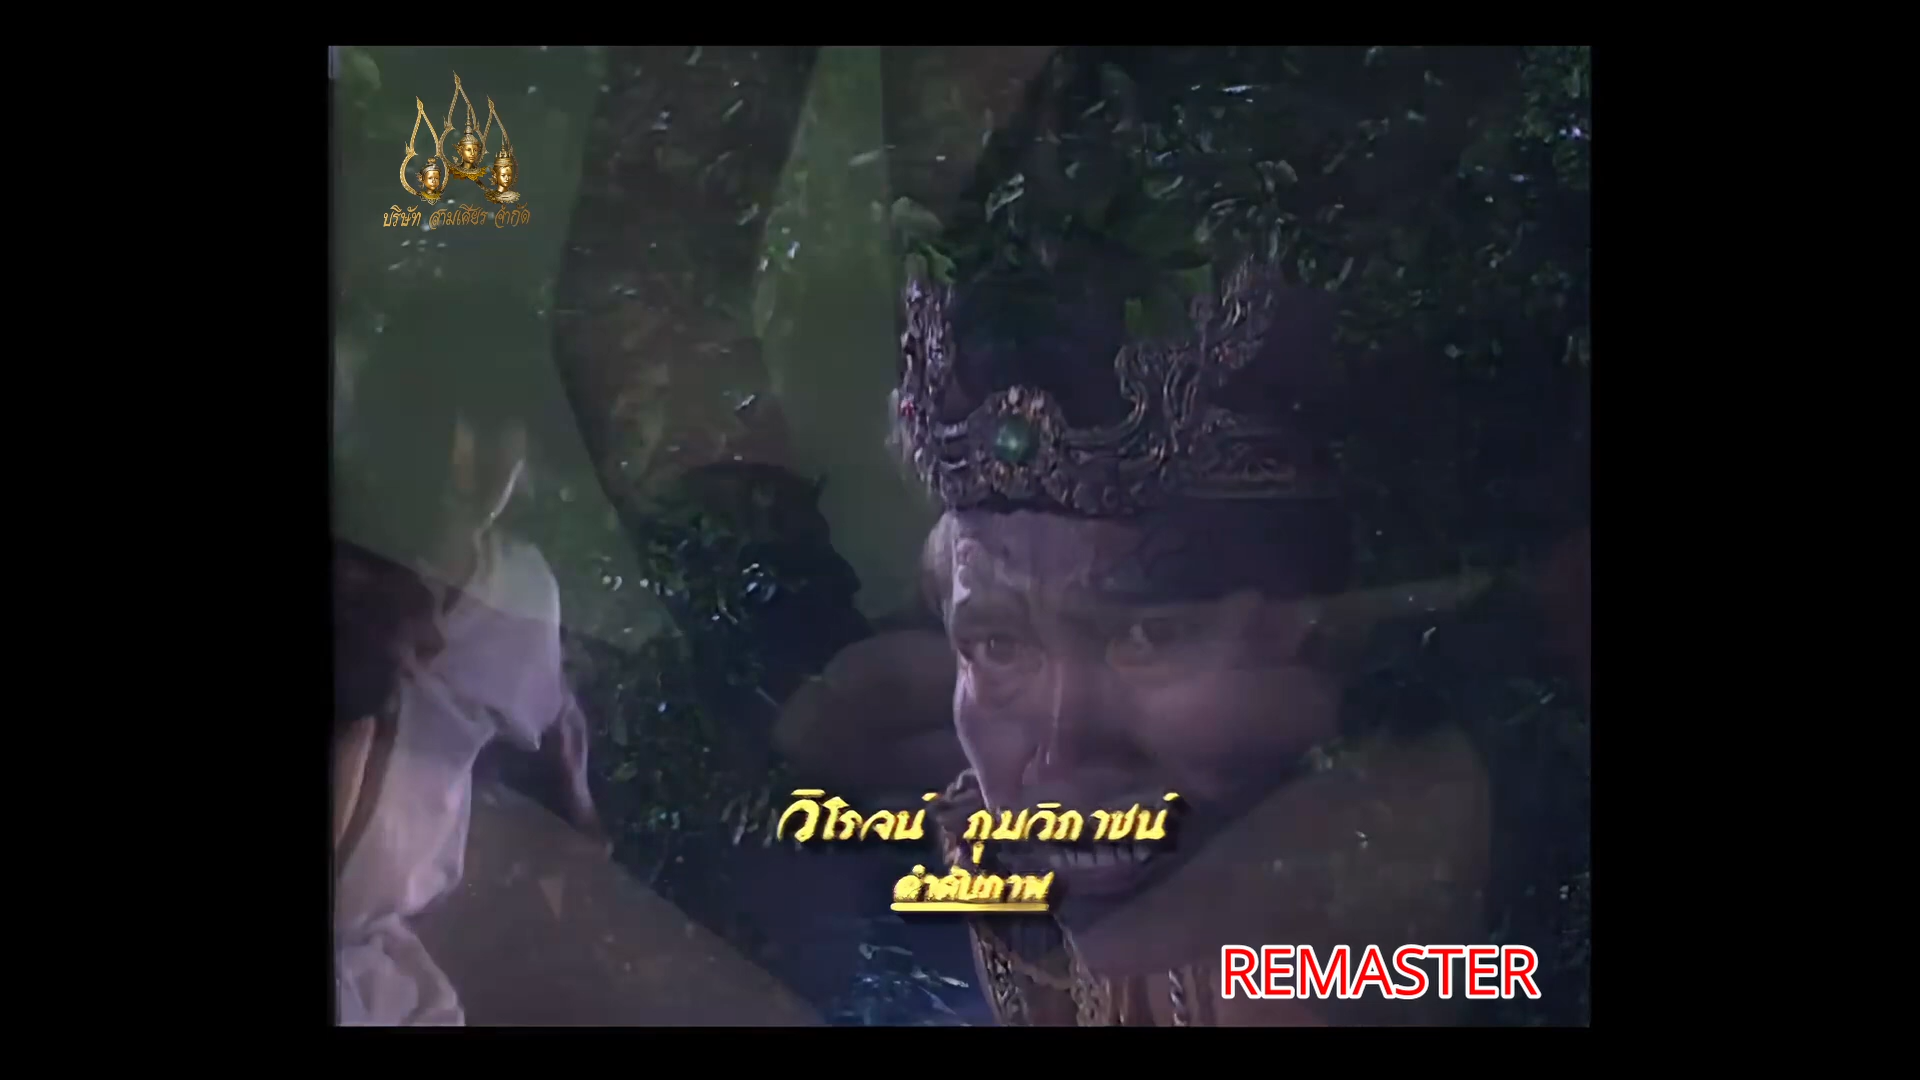 บริษัท สามเศียร จำกัด
วิโรจน์ ภุมวิภาชน์
ลำดับภาพ
REMASTER